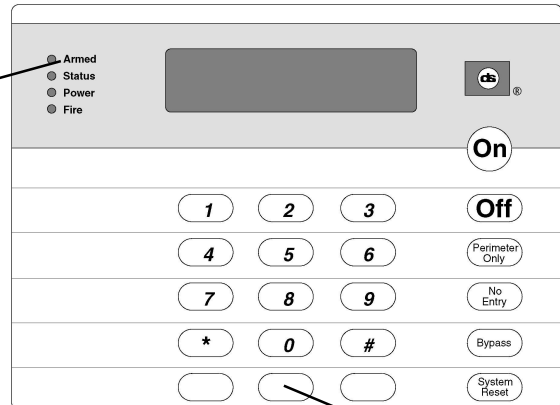 Armed
Status
Power
Fire
ds
®
On
1 2 3 Off
4 5 6 Perimeter
Only
7 8 9 No
Entry
* 0 # Bypass
System
Reset